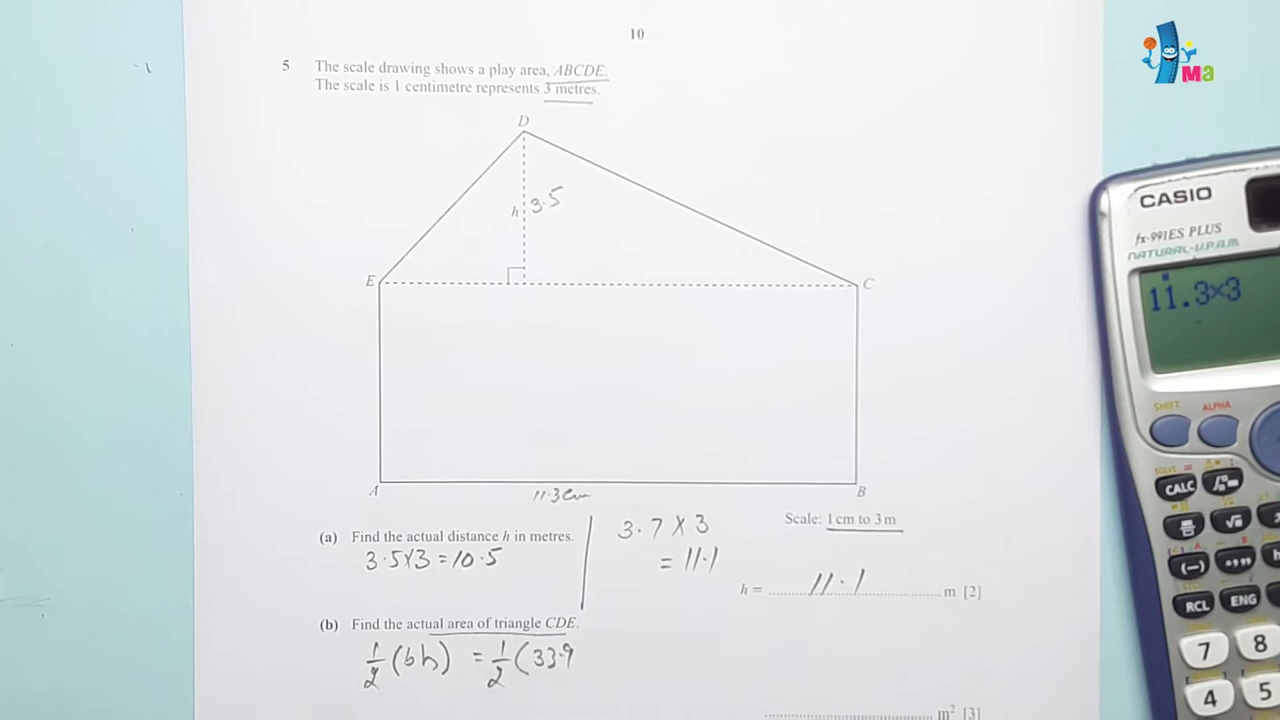 10
5 The scale drawing shows a play area, ABCDE.
The scale is 1 centimetre represents 3 metres.
Ma
D
h 3.5
E
C
A
11.3cm
B
Scale: 1 cm to 3 m
(a) Find the actual distance h in metres.
3.5x3 = 10.5
3.7 x 3
= 11.1
h = 11.1 m [2]
(b) Find the actual area of triangle CDE.
1/2 (bh) = 1/2 (33.9
m² [3]
CASIO
fx-991ES PLUS
NATURAL-V.P.A.M.
11.3×3
SHIFT ALPHA
SOLVE =
CALC
(-)
RCL ENG
7 8
4 5